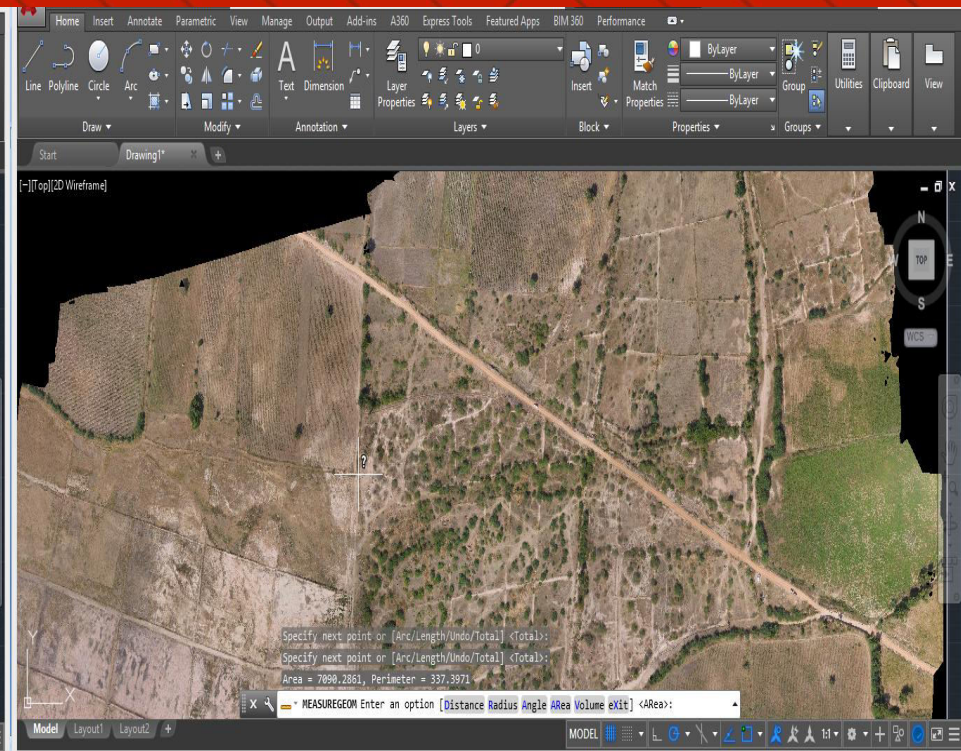 Home Insert Annotate Parametric View Manage Output Add-ins A360 Express Tools Featured Apps BIM 360 Performance
Line Polyline Circle Arc
Text Dimension
Layer Properties
0
Insert
Match Properties
ByLayer
ByLayer
ByLayer
Group
Utilities
Clipboard
View
Draw Modify Annotation Layers Block Properties Groups
Start Drawing1* +
[-][Top][2D Wireframe]
N
TOP
E
S
WCS
?
Y
X
Specify next point or [Arc/Length/Undo/Total] <Total>:
Specify next point or [Arc/Length/Undo/Total] <Total>:
Area = 7090.2861, Perimeter = 337.3971
MEASUREGEOM Enter an option [Distance Radius Angle ARea Volume eXit] <ARea>:
Model Layout1 Layout2 +
MODEL 1:1